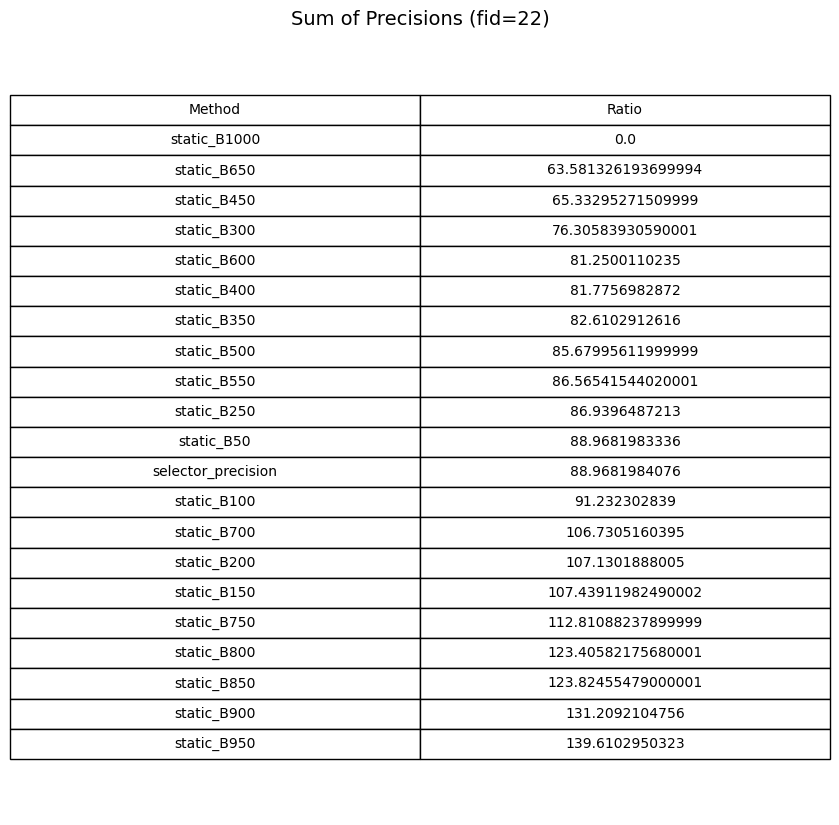 Sum of Precisions (fid=22)
Method Ratio
static_B1000 0.0
static_B650 63.581326193699994
static_B450 65.33295271509999
static_B300 76.30583930590001
static_B600 81.2500110235
static_B400 81.7756982872
static_B350 82.6102912616
static_B500 85.67995611999999
static_B550 86.56541544020001
static_B250 86.9396487213
static_B50 88.9681983336
selector_precision 88.9681984076
static_B100 91.232302839
static_B700 106.7305160395
static_B200 107.1301888005
static_B150 107.43911982490002
static_B750 112.81088237899999
static_B800 123.40582175680001
static_B850 123.82455479000001
static_B900 131.2092104756
static_B950 139.6102950323